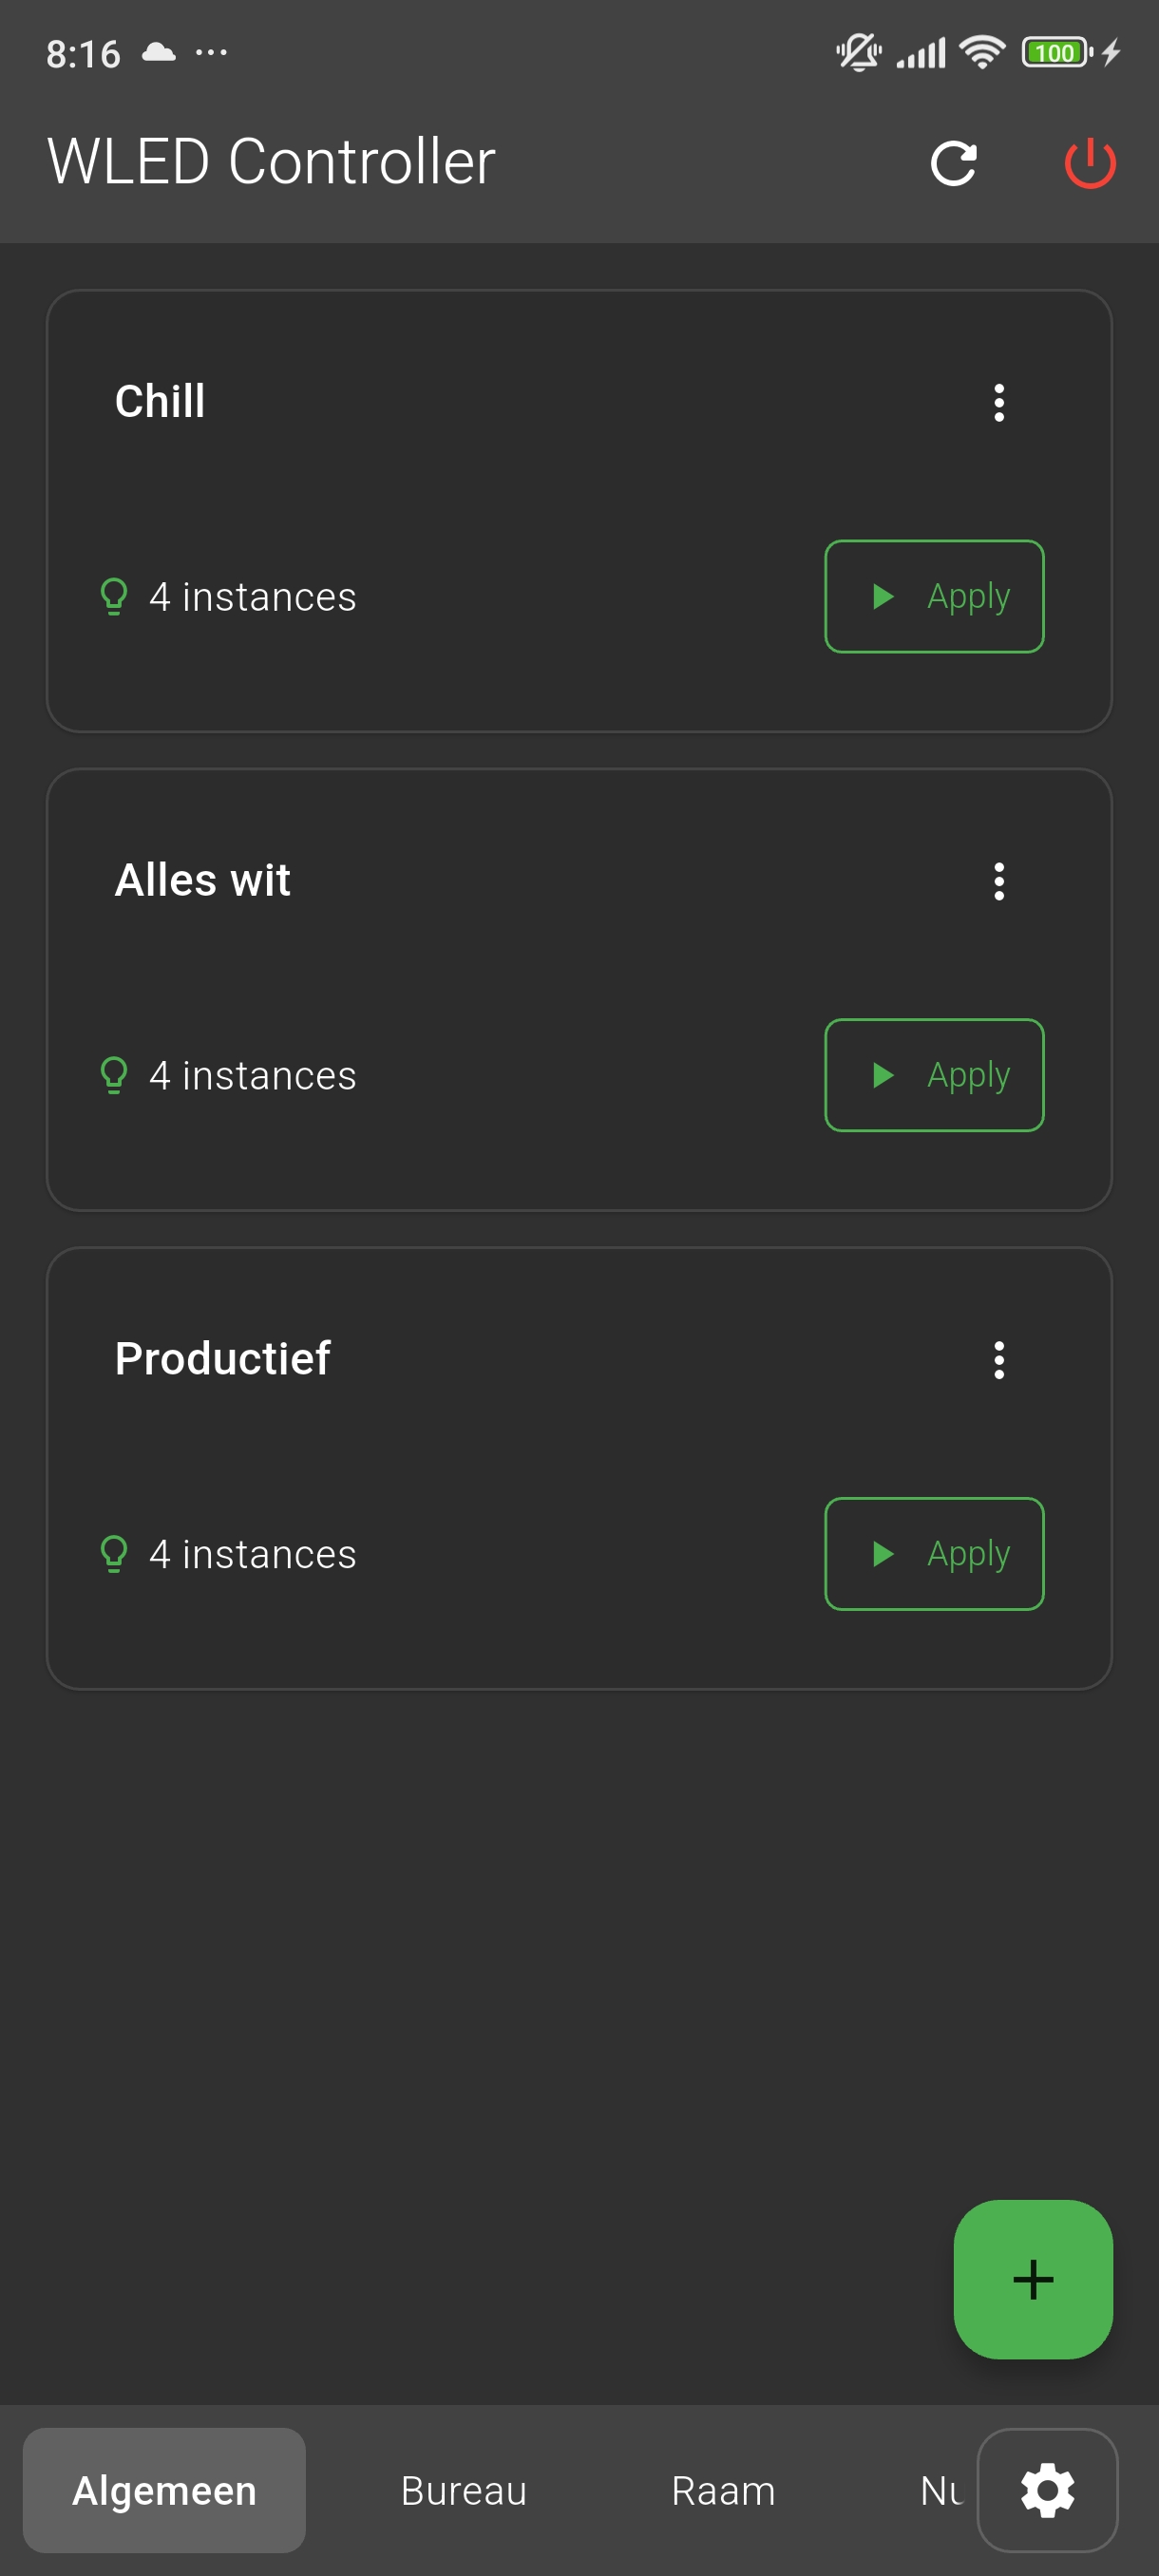 8:16
100
WLED Controller
Chill
4 instances
Apply
Alles wit
4 instances
Apply
Productief
4 instances
Apply
Algemeen
Bureau
Raam